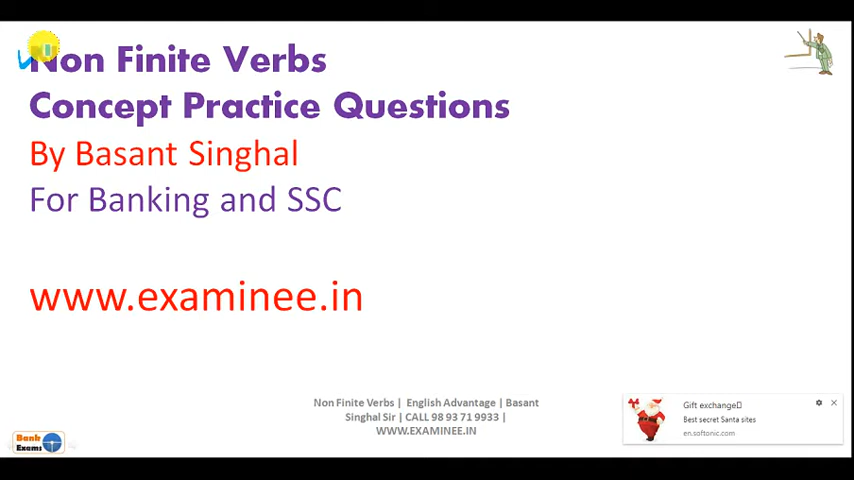 Non Finite Verbs
Concept Practice Questions
By Basant Singhal
For Banking and SSC
www.examinee.in
Non Finite Verbs | English Advantage | Basant
Singhal Sir | CALL 98 93 71 9933 |
WWW.EXAMINEE.IN
Gift exchange
Best secret Santa sites
en.softonic.com
Bank
Exams